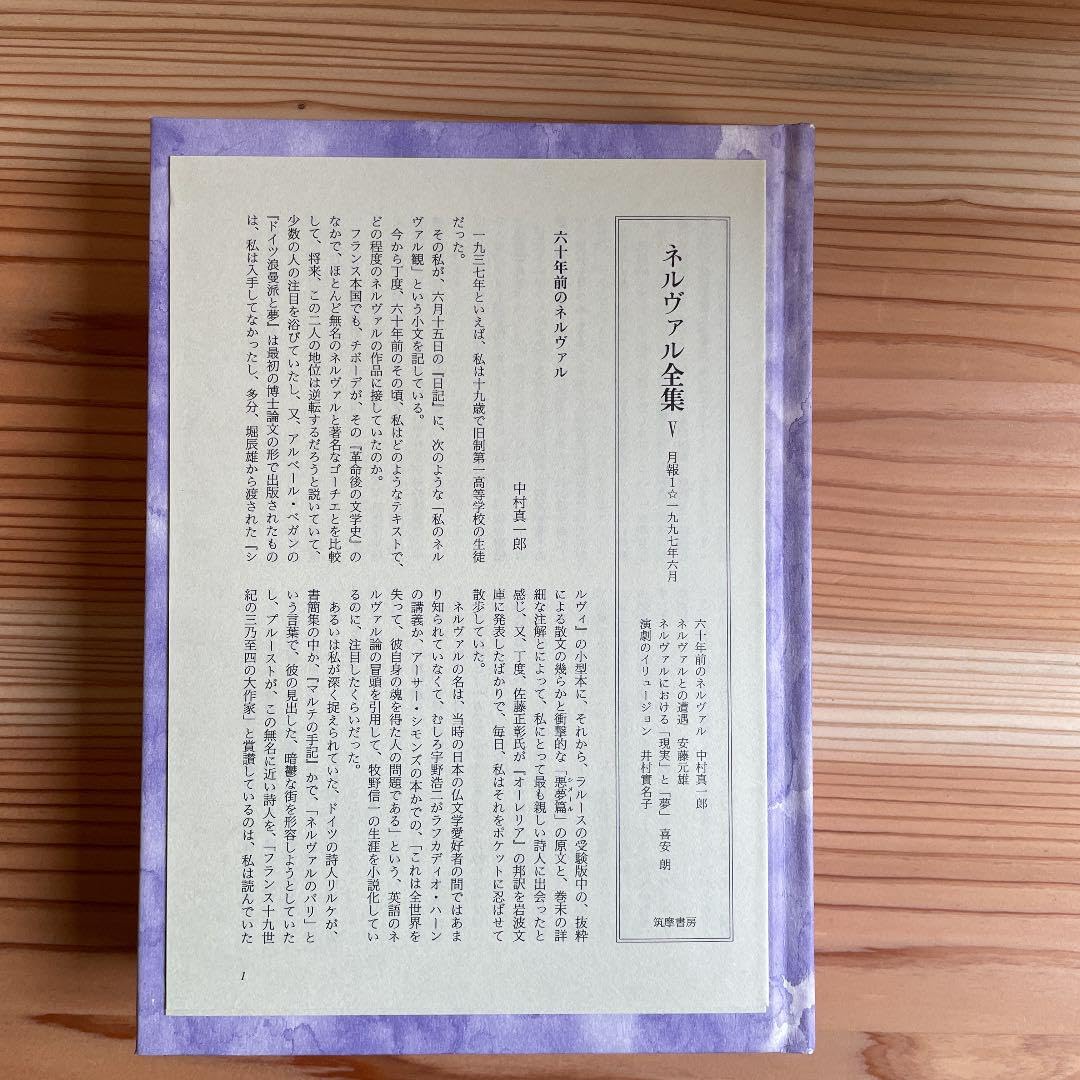 ネルヴァル全集 V 月報1☆一九九七年六月
六十年前のネルヴァル 中村真一郎
ネルヴァルとの遭遇 安藤元雄
ネルヴァルにおける「現実」と「夢」 喜安 朗
演劇のイリュージョン 井村實名子
筑摩書房
六十年前のネルヴァル
中村真一郎
一九三七年といえば、私は十九歳で旧制第一高等学校の生徒
だった。
その私が、六月十五日の『日記』に、次のような「私のネル
ヴァル観」という小文を記している。
今から丁度、六十年前のその頃、私はどのようなテキストで、
どの程度のネルヴァルの作品に接していたのか。
フランス本国でも、チボーデが、その『革命後の文学史』の
なかで、ほとんど無名のネルヴァルと著名なゴーチエとを比較
して、将来、この二人の地位は逆転するだろうと説いていて、
少数の人の注目を浴びていたし、又、アルベール・ベガンの
『ドイツ浪曼派と夢』は最初の博士論文の形で出版されたもの
は、私は入手してなかったし、多分、堀辰雄から渡された『シ
ルヴィ』の小型本に、それから、ラルースの受験版中の、抜粋
による散文の幾らかと衝撃的な「悪夢篇」の原文と、巻末の詳
細な注解とによって、私にとって最も親しい詩人に出会ったと
感じ、又、丁度、佐藤正彰氏が『オーレリア』の邦訳を岩波文
庫に発表したばかりで、毎日、私はそれをポケットに忍ばせて
散歩していた。
ネルヴァルの名は、当時の日本の仏文学愛好者の間ではあま
り知られていなくて、むしろ宇野浩二がラフカディオ・ハーン
の講義か、アーサー・シモンズの本かでの、「これは全世界を
失って、彼自身の魂を得た人の問題である」という、英語のネ
ルヴァル論の冒頭を引用して、牧野信一の生涯を小説化してい
るのに、注目したくらいだった。
あるいは私が深く捉えられていた、ドイツの詩人リルケが、
書簡集の中か、『マルテの手記』かで、「ネルヴァルのパリ」と
いう言葉で、彼の見出した、暗鬱な街を形容しようとしていた
し、プルーストが、この無名に近い詩人を、「フランス十九世
紀の三乃至四の大作家」と賞讃しているのは、私は読んでいた
1